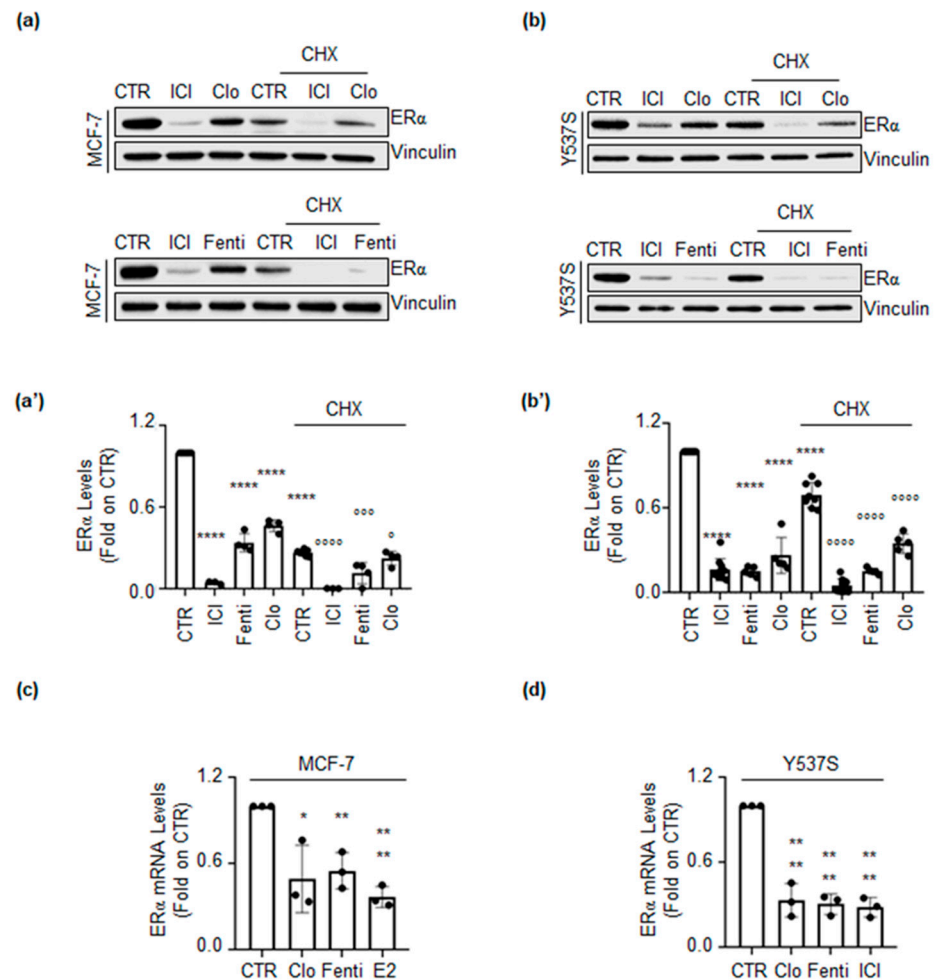 (a)
(b)
CHX
CTR ICI Clo CTR ICI Clo
MCF-7
ERα
Vinculin
CHX
CTR ICI Clo CTR ICI Clo
Y537S
ERα
Vinculin
CHX
CTR ICI Fenti CTR ICI Fenti
MCF-7
ERα
Vinculin
CHX
CTR ICI Fenti CTR ICI Fenti
Y537S
ERα
Vinculin
(a')
CHX
ERα Levels
(Fold on CTR)
1.2
0.6
0.0
**** **** **** **** °°°° °°° °
CTR ICI Fenti Clo CTR ICI Fenti Clo
(b')
CHX
ERα Levels
(Fold on CTR)
1.2
0.6
0.0
**** **** **** **** °°°° °°°° °°°°
CTR ICI Fenti Clo CTR ICI Fenti Clo
(c)
MCF-7
ERα mRNA Levels
(Fold on CTR)
1.2
0.6
0.0
* ** **
**
CTR Clo Fenti E2
(d)
Y537S
ERα mRNA Levels
(Fold on CTR)
1.2
0.6
0.0
** ** **
** ** **
CTR Clo Fenti ICI